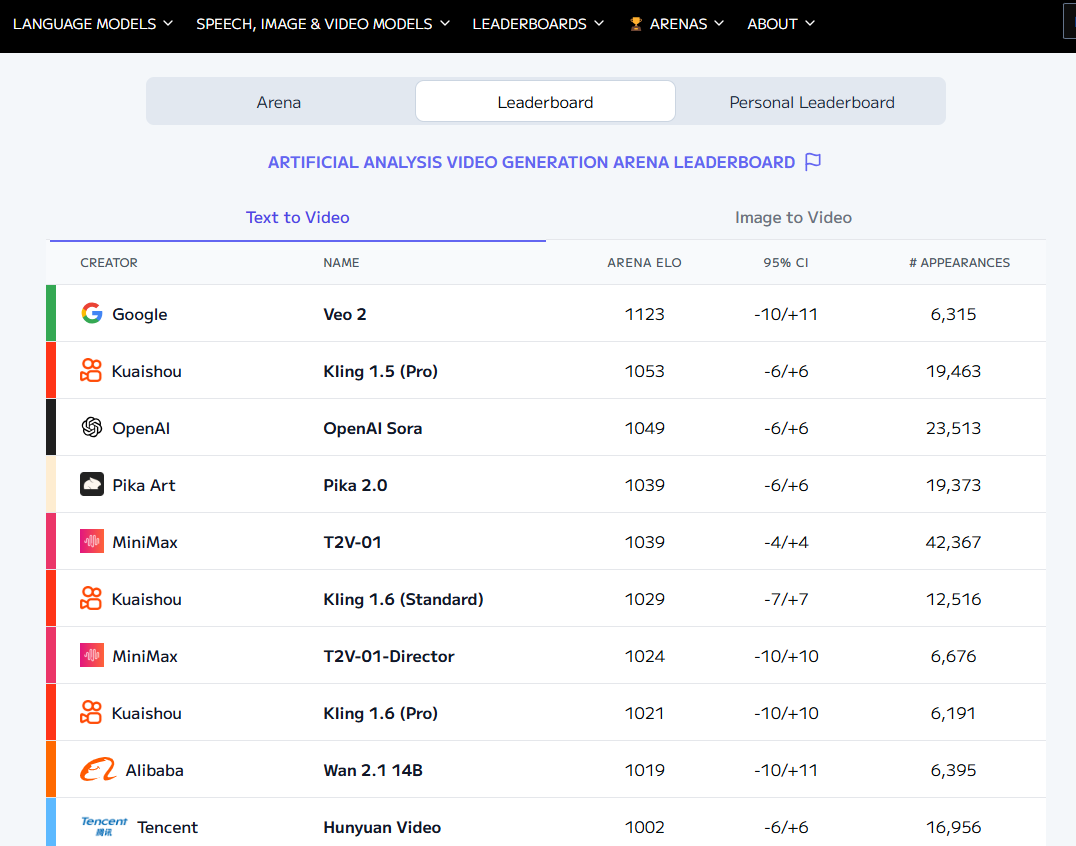 LANGUAGE MODELS SPEECH, IMAGE & VIDEO MODELS LEADERBOARDS ARENAS ABOUT
Arena Leaderboard Personal Leaderboard
ARTIFICIAL ANALYSIS VIDEO GENERATION ARENA LEADERBOARD
Text to Video Image to Video
CREATOR NAME ARENA ELO 95% CI # APPEARANCES
Google Veo 2 1123 -10/+11 6,315
Kuaishou Kling 1.5 (Pro) 1053 -6/+6 19,463
OpenAI OpenAI Sora 1049 -6/+6 23,513
Pika Art Pika 2.0 1039 -6/+6 19,373
MiniMax T2V-01 1039 -4/+4 42,367
Kuaishou Kling 1.6 (Standard) 1029 -7/+7 12,516
MiniMax T2V-01-Director 1024 -10/+10 6,676
Kuaishou Kling 1.6 (Pro) 1021 -10/+10 6,191
Alibaba Wan 2.1 14B 1019 -10/+11 6,395
Tencent 腾讯 Tencent Hunyuan Video 1002 -6/+6 16,956